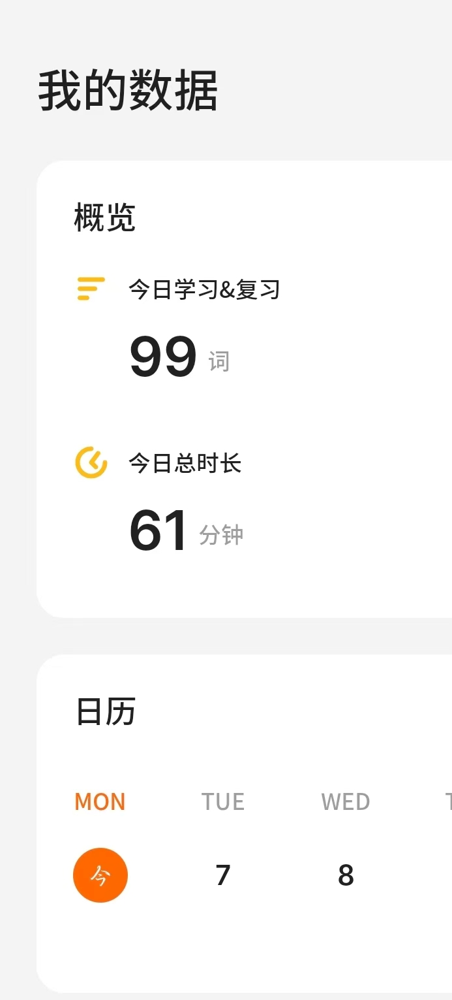 我的数据
概览
今日学习&复习
99 词
今日总时长
61 分钟
日历
MON TUE WED
今 7 8